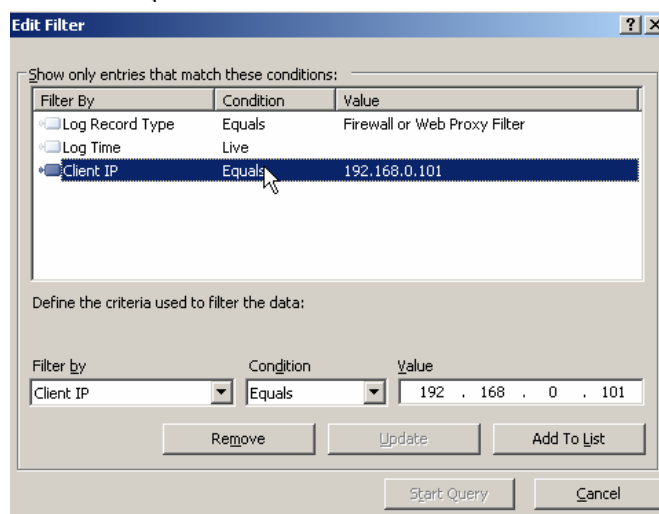 Edit Filter
Show only entries that match these conditions:
Filter By Condition Value
Log Record Type Equals Firewall or Web Proxy Filter
Log Time Live
Client IP Equals 192.168.0.101
Define the criteria used to filter the data:
Filter by Condition Value
Client IP Equals 192 . 168 . 0 . 101
Remove Update Add To List
Start Query Cancel